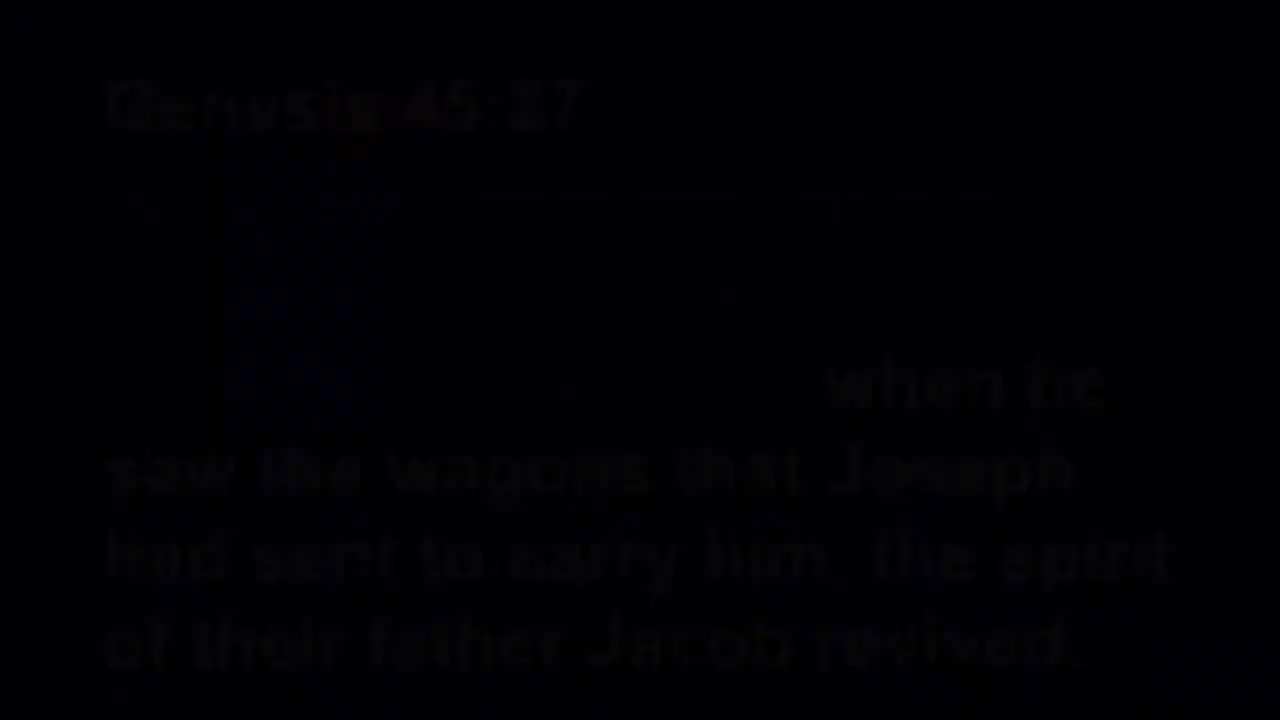 Genesis 45:27
when he
saw the wagons that Joseph
had sent to carry him, the spirit
of their father Jacob revived.